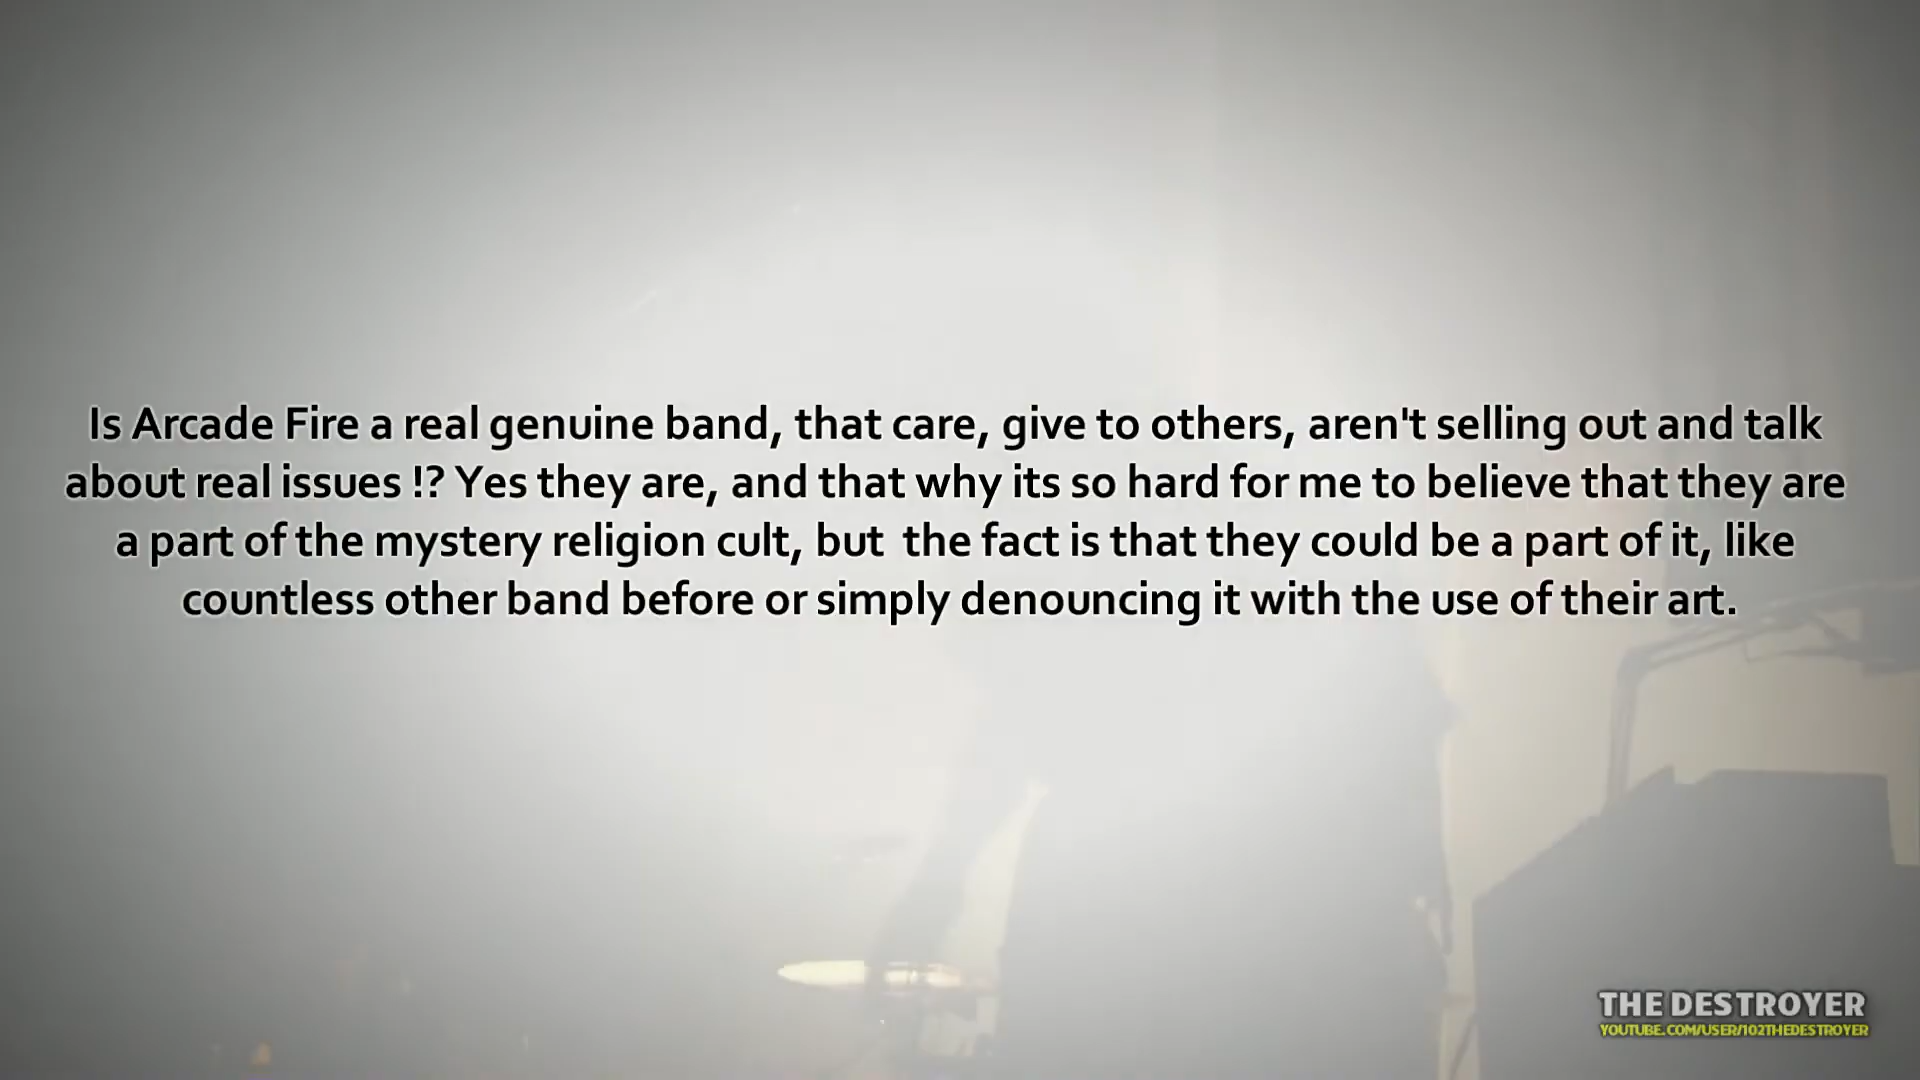 Is Arcade Fire a real genuine band, that care, give to others, aren't selling out and talk
about real issues !? Yes they are, and that why its so hard for me to believe that they are
a part of the mystery religion cult, but  the fact is that they could be a part of it, like
countless other band before or simply denouncing it with the use of their art.
THE DESTROYER
YOUTUBE.COM/USER/102THEDESTROYER